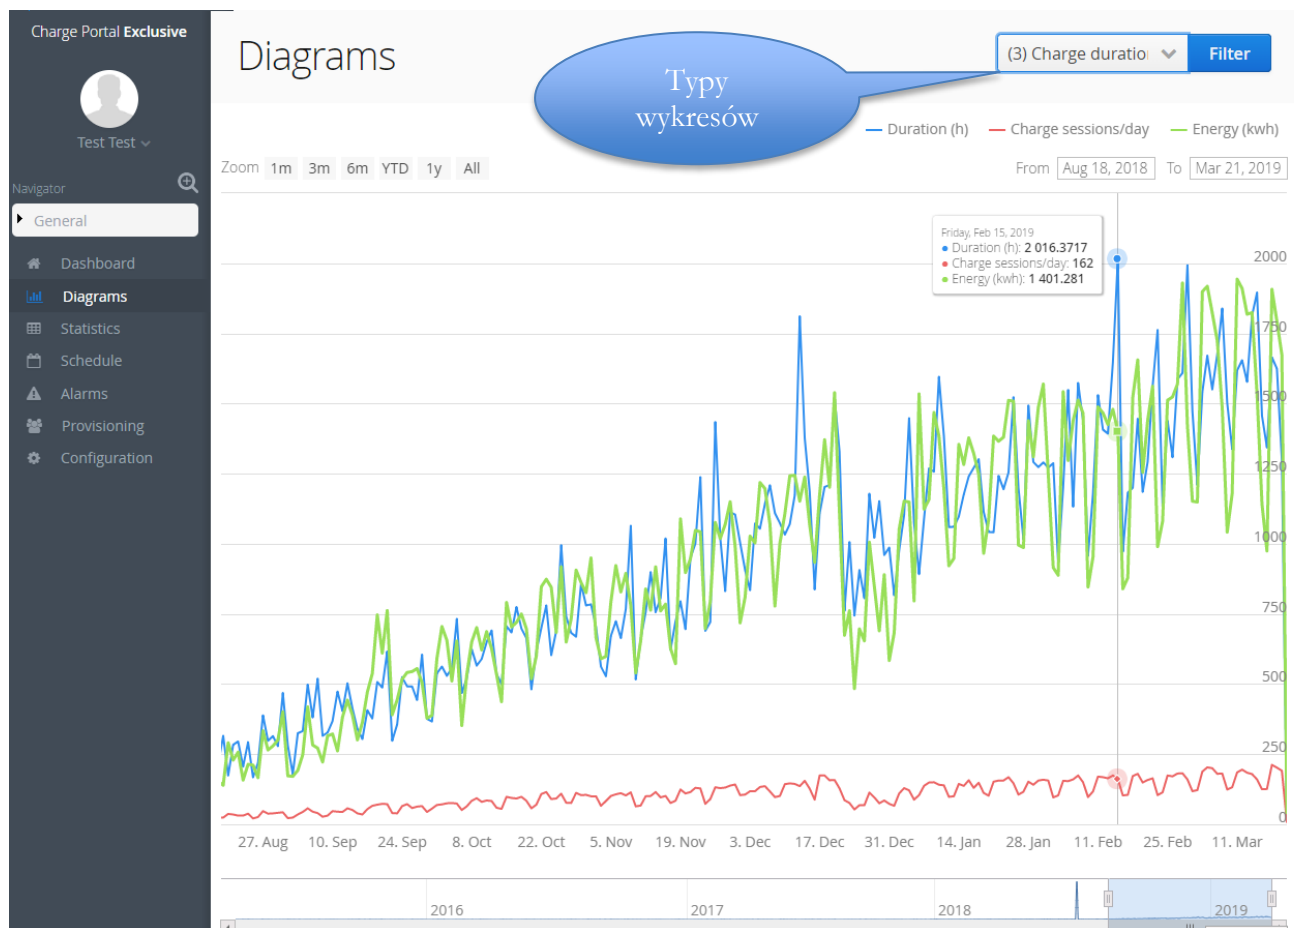 Charge Portal Exclusive
Test Test
Navigator
General
Dashboard
Diagrams
Statistics
Schedule
Alarms
Provisioning
Configuration
Diagrams
Typy
wykresów
(3) Charge duratio
Filter
Duration (h) Charge sessions/day Energy (kwh)
Zoom 1m 3m 6m YTD 1y All
From Aug 18, 2018 To Mar 21, 2019
Friday, Feb 15, 2019
Duration (h): 2 016.3717
Charge sessions/day: 162
Energy (kwh): 1 401.281
2000
1750
1500
1250
1000
750
500
250
0
27. Aug 10. Sep 24. Sep 8. Oct 22. Oct 5. Nov 19. Nov 3. Dec 17. Dec 31. Dec 14. Jan 28. Jan 11. Feb 25. Feb 11. Mar
2016 2017 2018 2019